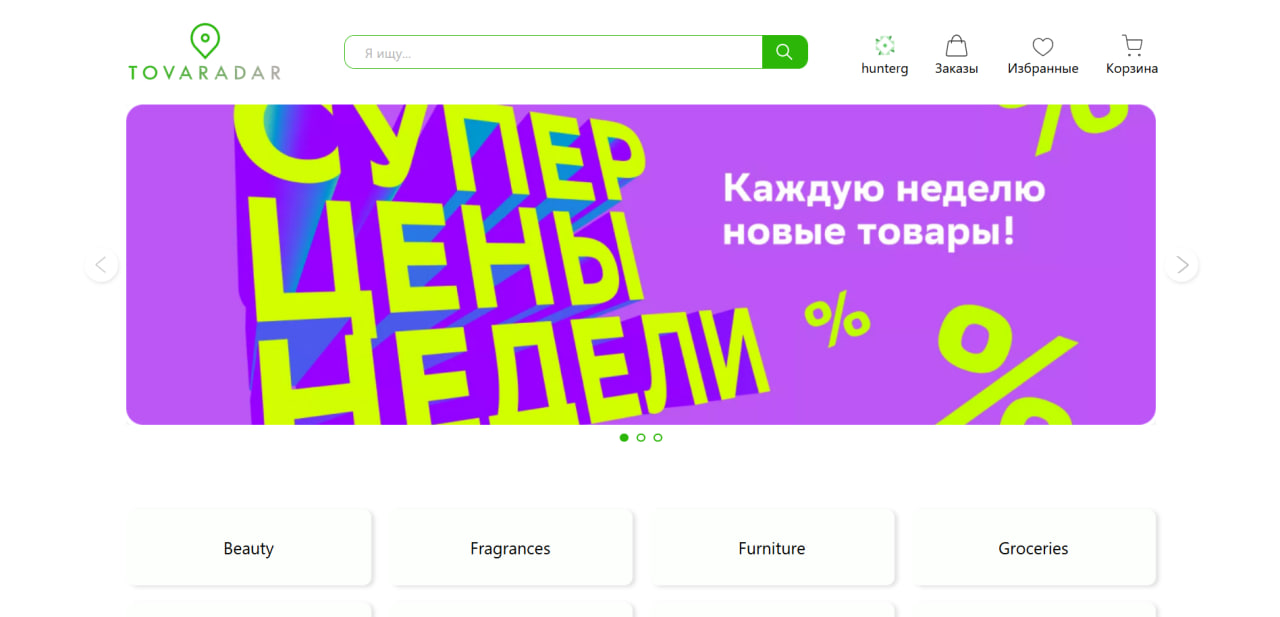 TOVARADAR
Я ищу...
hunterg
Заказы
Избранные
Корзина
СУПЕР
ЦЕНЫ
НЕДЕЛИ
Каждую неделю
новые товары!
%
%
%
Beauty
Fragrances
Furniture
Groceries